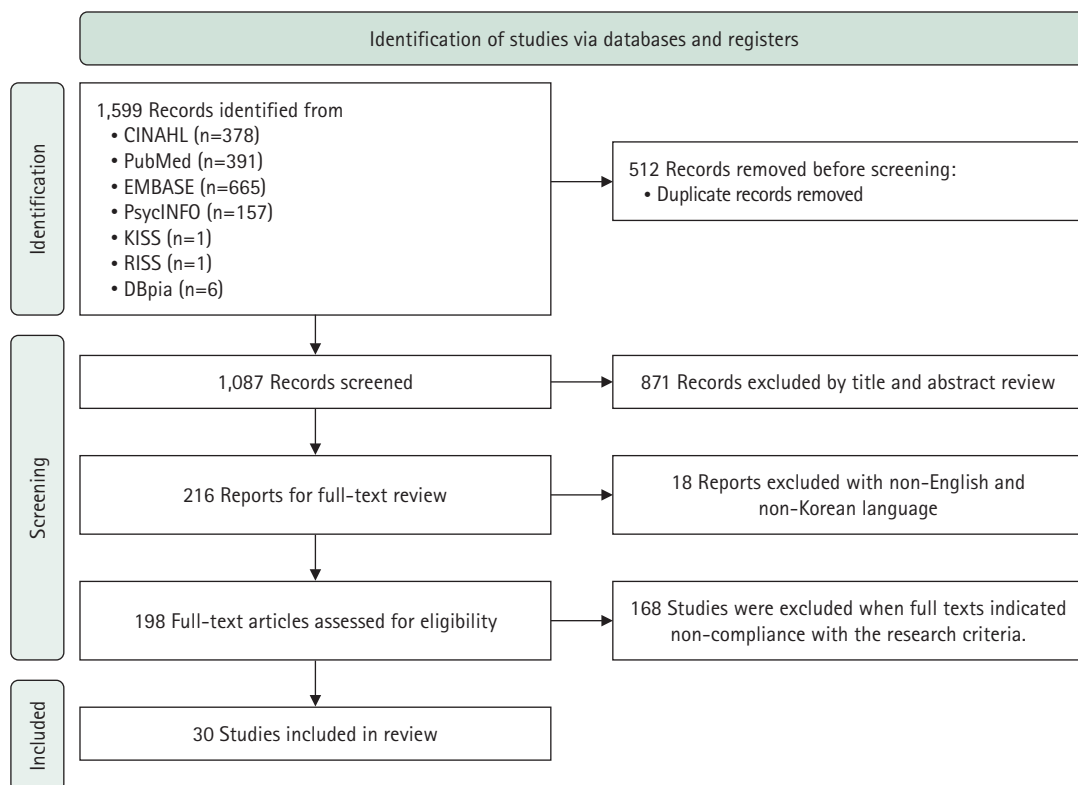 Identification of studies via databases and registers
Identification
1,599 Records identified from
• CINAHL (n=378)
• PubMed (n=391)
• EMBASE (n=665)
• PsycINFO (n=157)
• KISS (n=1)
• RISS (n=1)
• DBpia (n=6)
512 Records removed before screening:
• Duplicate records removed
Screening
1,087 Records screened
871 Records excluded by title and abstract review
216 Reports for full-text review
18 Reports excluded with non-English and
non-Korean language
198 Full-text articles assessed for eligibility
168 Studies were excluded when full texts indicated
non-compliance with the research criteria.
Included
30 Studies included in review